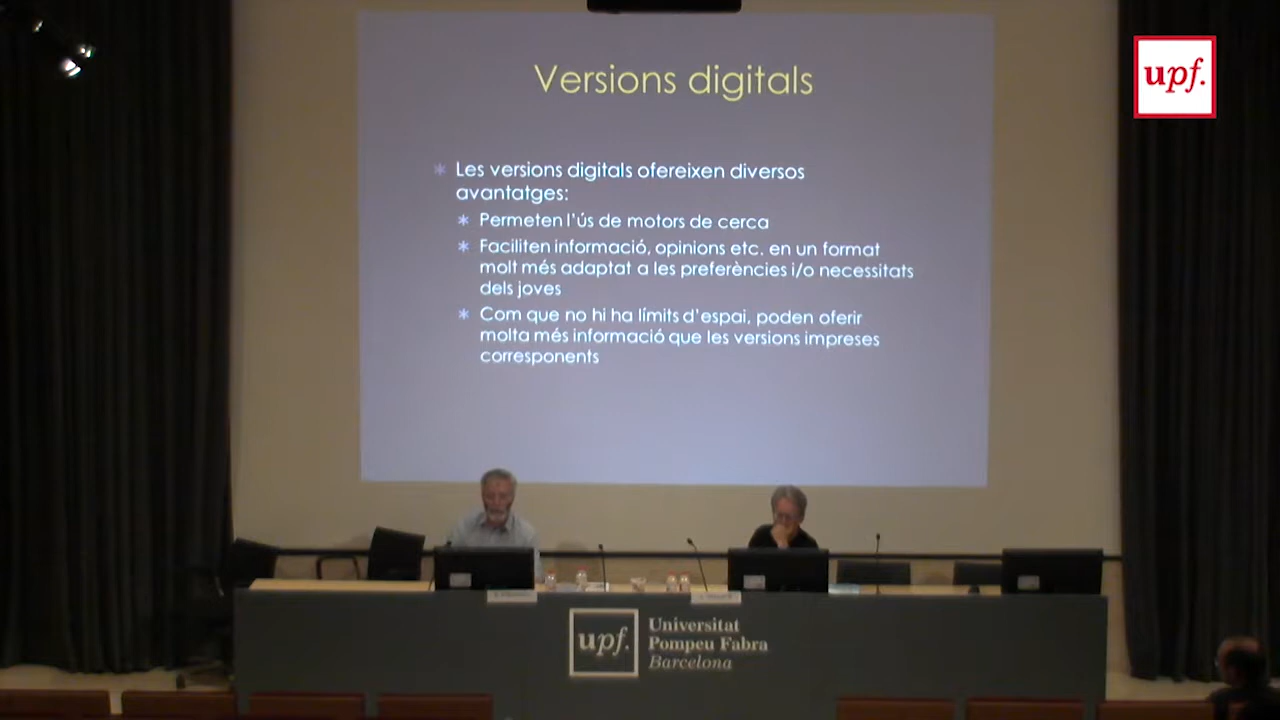 Versions digitals
upf.
* Les versions digitals ofereixen diversos
avantatges:
* Permeten l'ús de motors de cerca
* Faciliten informació, opinions etc. en un format
molt més adaptat a les preferències i/o necessitats
dels joves
* Com que no hi ha límits d'espai, poden oferir
molta més informació que les versions impreses
corresponents
upf.
Universitat
Pompeu Fabra
Barcelona